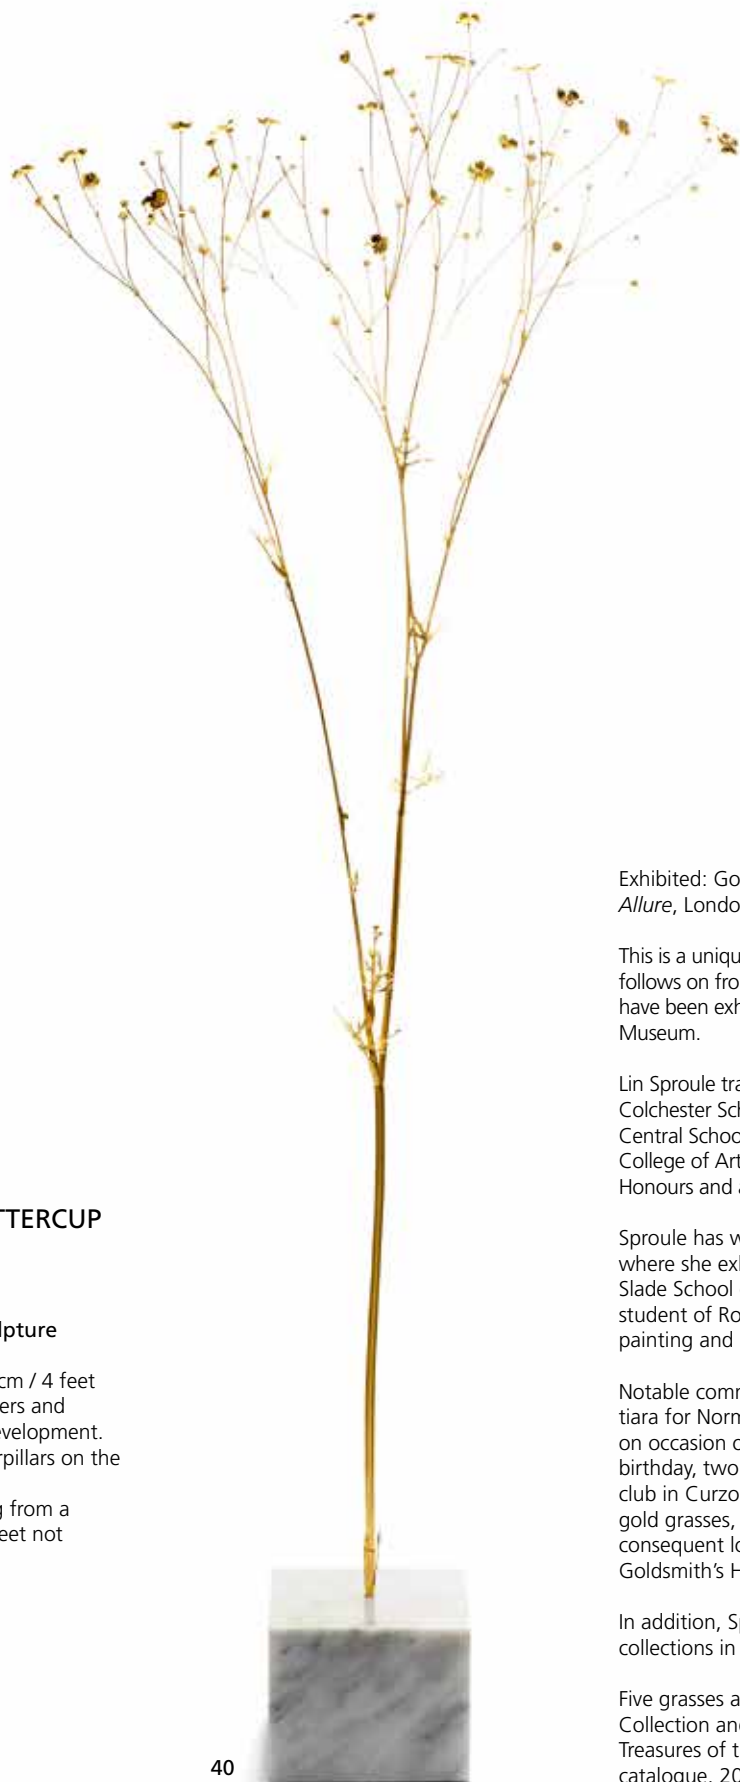 TTERCUP
lpture
cm / 4 feet
ers and
evelopment.
rpillars on the
g from a
eet not
40
Exhibited: Go
Allure, Londo
This is a uniqu
follows on fro
have been exh
Museum.
Lin Sproule tra
Colchester Sch
Central Schoo
College of Art
Honours and a
Sproule has w
where she exh
Slade School
student of Ro
painting and
Notable comm
tiara for Norm
on occasion o
birthday, two
club in Curzo
gold grasses,
consequent lo
Goldsmith's H
In addition, Sp
collections in
Five grasses a
Collection and
Treasures of t
catalogue, 20